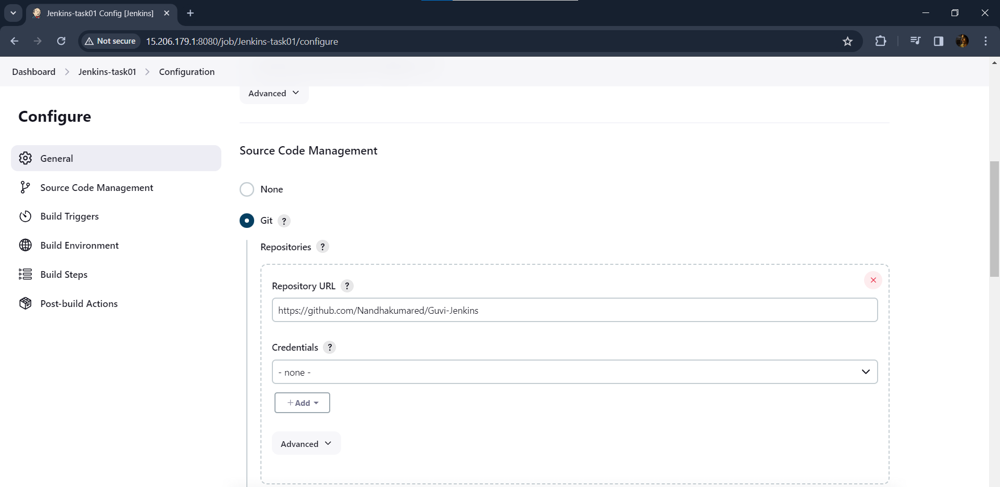 Jenkins-task01 Config [Jenkins]
Not secure
15.206.179.1:8080/job/Jenkins-task01/configure
Dashboard
Jenkins-task01
Configuration
Advanced
Configure
General
Source Code Management
Build Triggers
Build Environment
Build Steps
Post-build Actions
Source Code Management
None
Git ?
Repositories ?
Repository URL ?
https://github.com/Nandhakumared/Guvi-Jenkins
Credentials ?
- none -
+ Add
Advanced